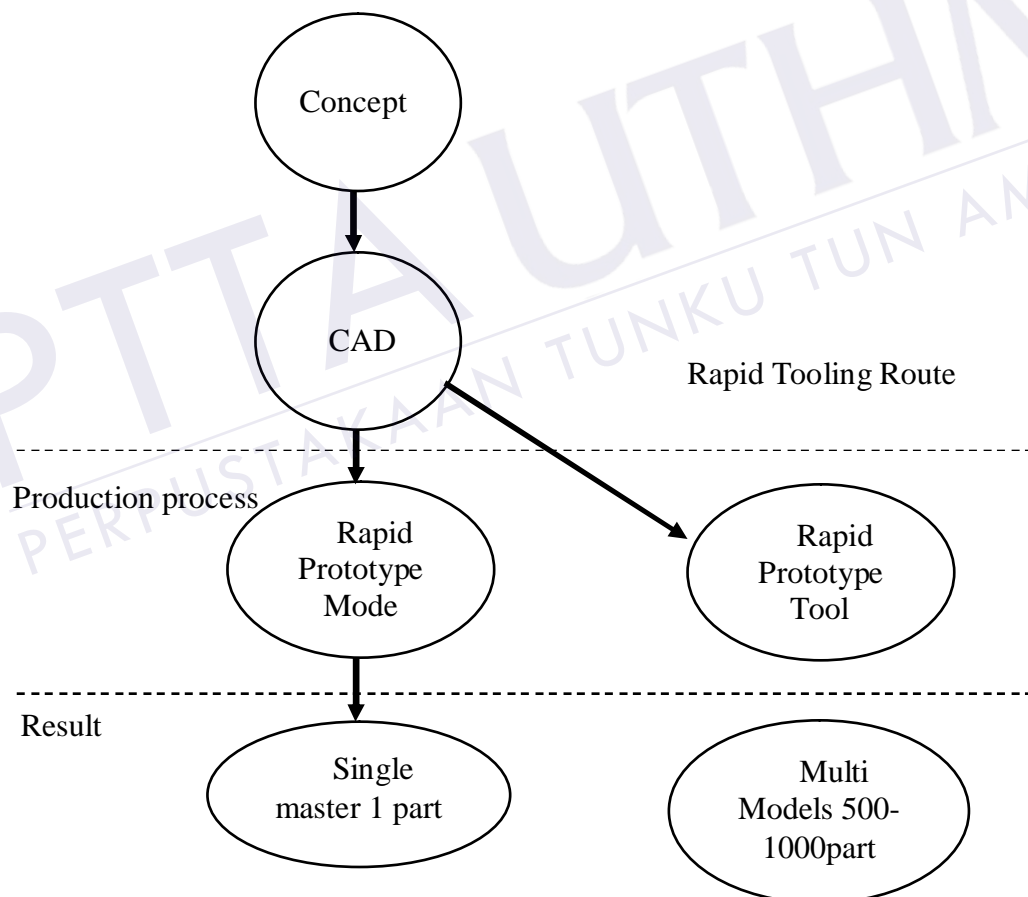 Concept
CAD
Rapid Tooling Route
Production process
Rapid
Prototype
Mode
Rapid
Prototype
Tool
Result
Single
master 1 part
Multi
Models 500-
1000part
PTTA UTHM
PERPUSTAKAAN TUNKU TUN AM